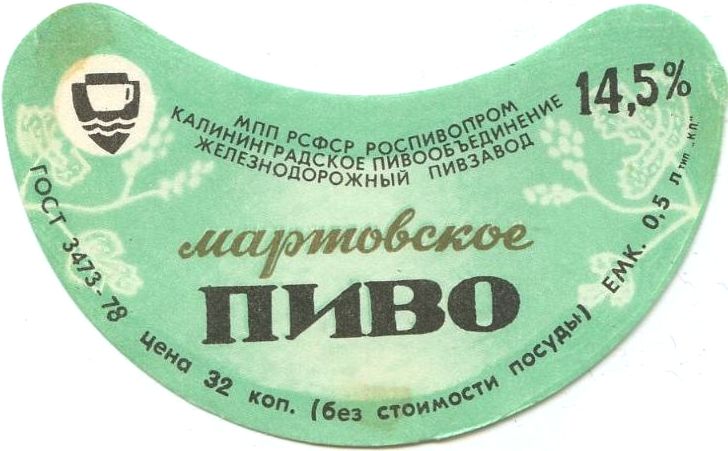 МПП РСФСР РОСПИВОПРОМ
КАЛИНИНГРАДСКОЕ ПИВООБЪЕДИНЕНИЕ
ЖЕЛЕЗНОДОРОЖНЫЙ ПИВЗАВОД
14,5%
мартовское
ПИВО
ГОСТ 3473-78 цена 32 коп. (без стоимости посуды) ЕМК. 0,5 л
тип „К.П."